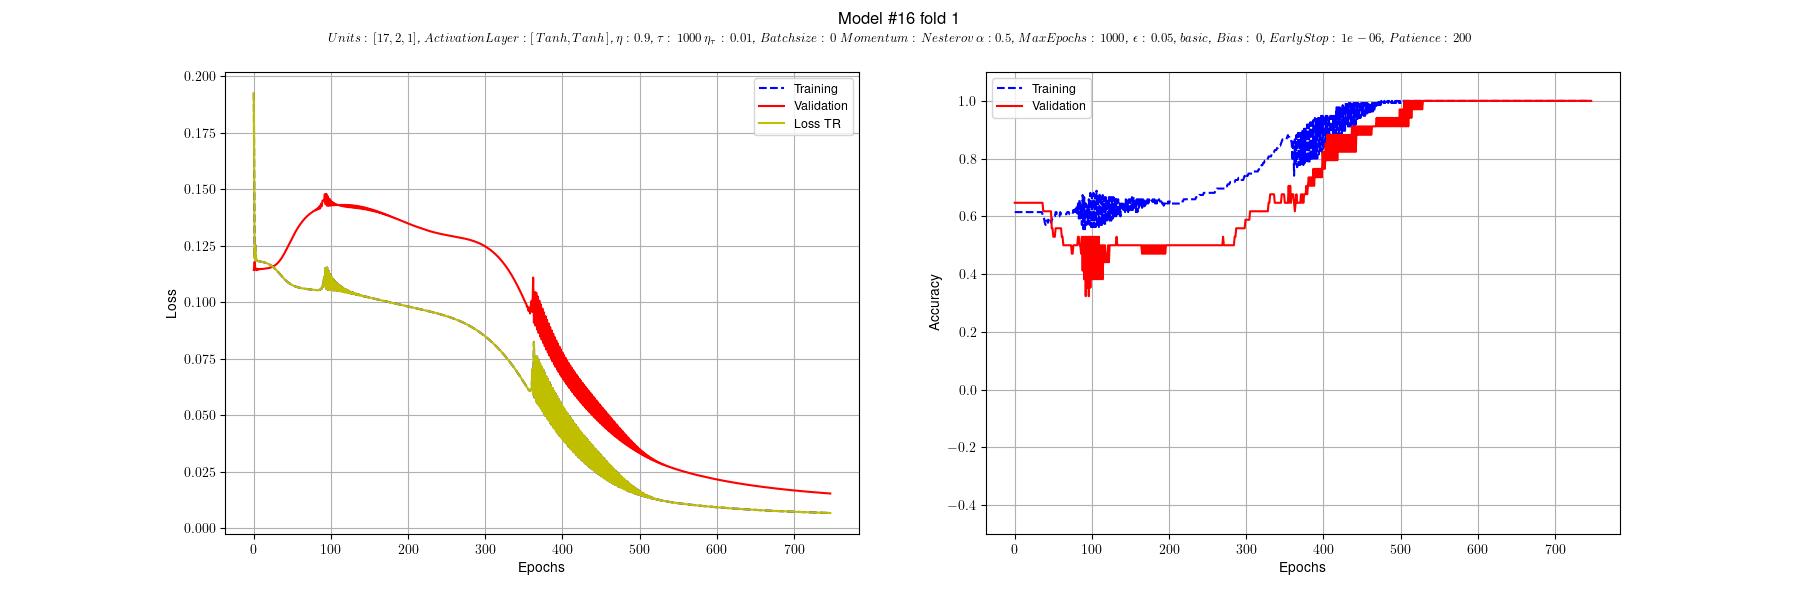 Model #16 fold 1
Units : [17, 2, 1], ActivationLayer : [Tanh, Tanh], η : 0.9, τ : 1000 ητ : 0.01, Batchsize : 0 Momentum : Nesterov α : 0.5, MaxEpochs : 1000, ϵ : 0.05, basic, Bias : 0, EarlyStop : 1e − 06, Patience : 200
0.200
0.175
0.150
0.125
0.100
0.075
0.050
0.025
0.000
Loss
Training
Validation
Loss TR
0 100 200 300 400 500 600 700
Epochs
1.0
0.8
0.6
0.4
0.2
0.0
−0.2
−0.4
Accuracy
Training
Validation
0 100 200 300 400 500 600 700
Epochs